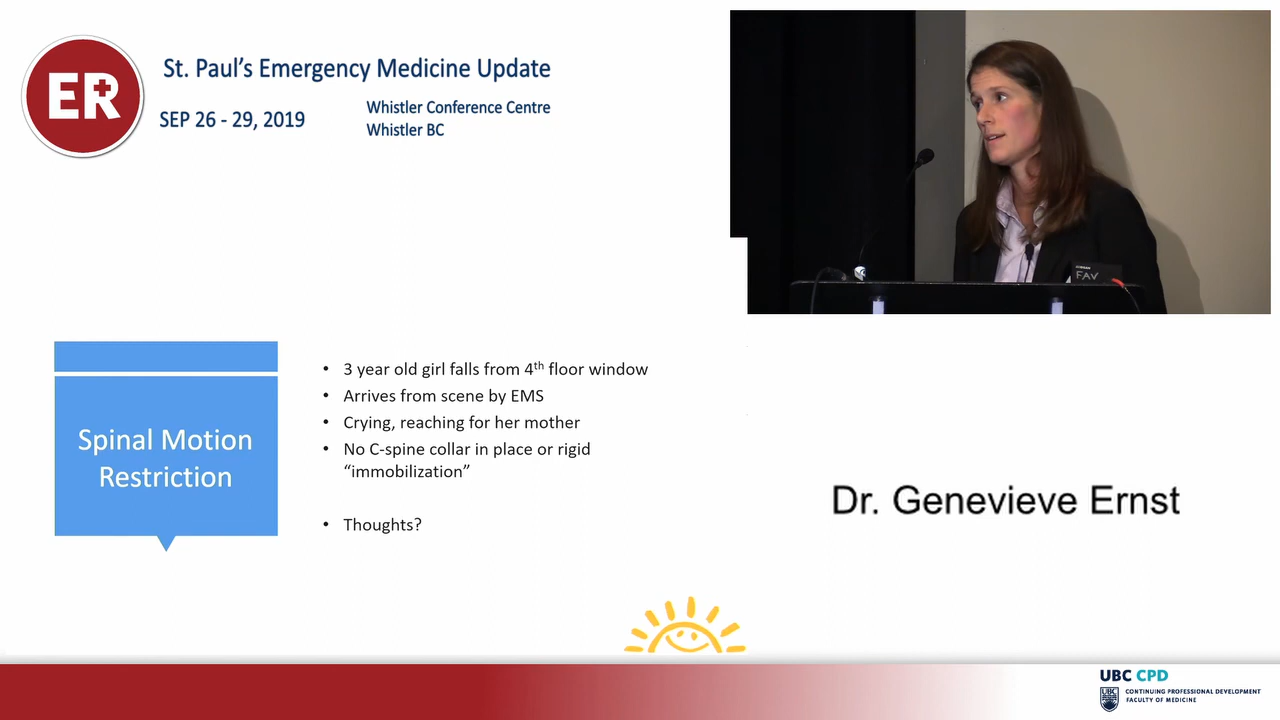 ER
St. Paul's Emergency Medicine Update
SEP 26 - 29, 2019
Whistler Conference Centre
Whistler BC
FAV
Spinal Motion
Restriction
• 3 year old girl falls from 4th floor window
• Arrives from scene by EMS
• Crying, reaching for her mother
• No C-spine collar in place or rigid
“immobilization”
• Thoughts?
Dr. Genevieve Ernst
UBC CPD
CONTINUING PROFESSIONAL DEVELOPMENT
FACULTY OF MEDICINE